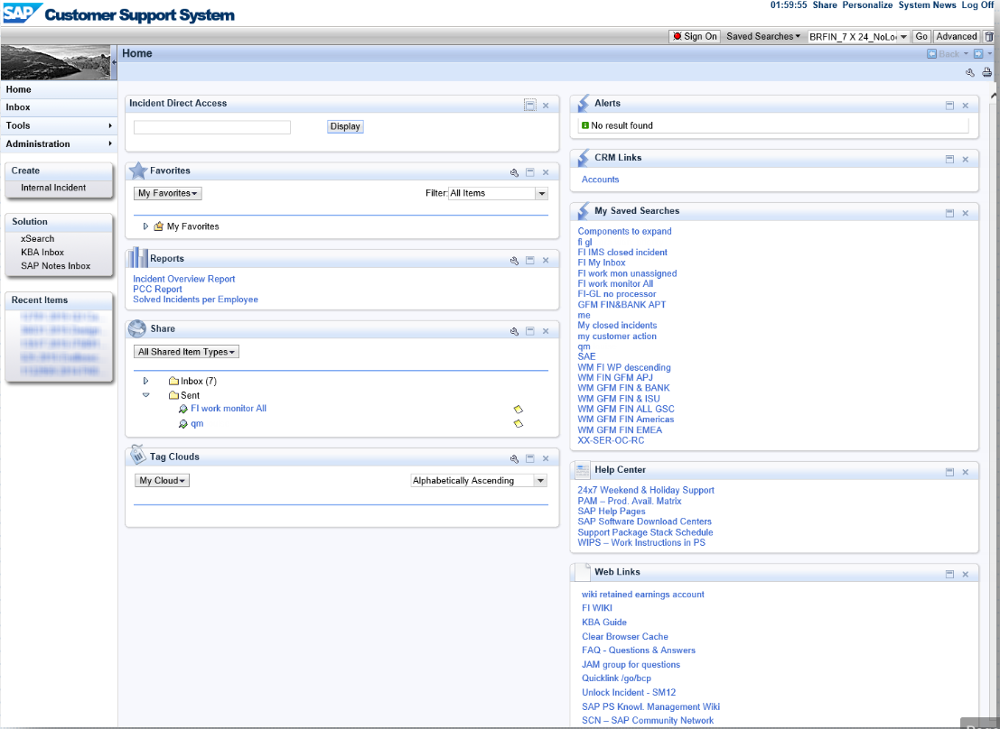 SAP Customer Support System
01:59:55 Share Personalize System News Log Off
Sign On Saved Searches BRFIN_7 X 24_NoLo Go Advanced
Home
Back
Home
Inbox
Tools
Administration
Create
Internal Incident
Solution
xSearch
KBA Inbox
SAP Notes Inbox
Recent Items
Incident Direct Access
Display
Favorites
My Favorites
Filter: All Items
My Favorites
Reports
Incident Overview Report
PCC Report
Solved Incidents per Employee
Share
All Shared Item Types
Inbox (7)
Sent
FI work monitor All
qm
Tag Clouds
My Cloud
Alphabetically Ascending
Alerts
No result found
CRM Links
Accounts
My Saved Searches
Components to expand
fi gl
FI IMS closed incident
FI My Inbox
FI work mon unassigned
FI work monitor All
FI-GL no processor
GFM FIN&BANK APT
me
My closed incidents
my customer action
qm
SAE
WM FI WP descending
WM FIN GFM APJ
WM GFM FIN & BANK
WM GFM FIN & ISU
WM GFM FIN ALL GSC
WM GFM FIN Americas
WM GFM FIN EMEA
XX-SER-OC-RC
Help Center
24x7 Weekend & Holiday Support
PAM – Prod. Avail. Matrix
SAP Help Pages
SAP Software Download Centers
Support Package Stack Schedule
WIPS – Work Instructions in PS
Web Links
wiki retained earnings account
FI WIKI
KBA Guide
Clear Browser Cache
FAQ - Questions & Answers
JAM group for questions
Quicklink /go/bcp
Unlock Incident - SM12
SAP PS Knowl. Management Wiki
SCN – SAP Community Network